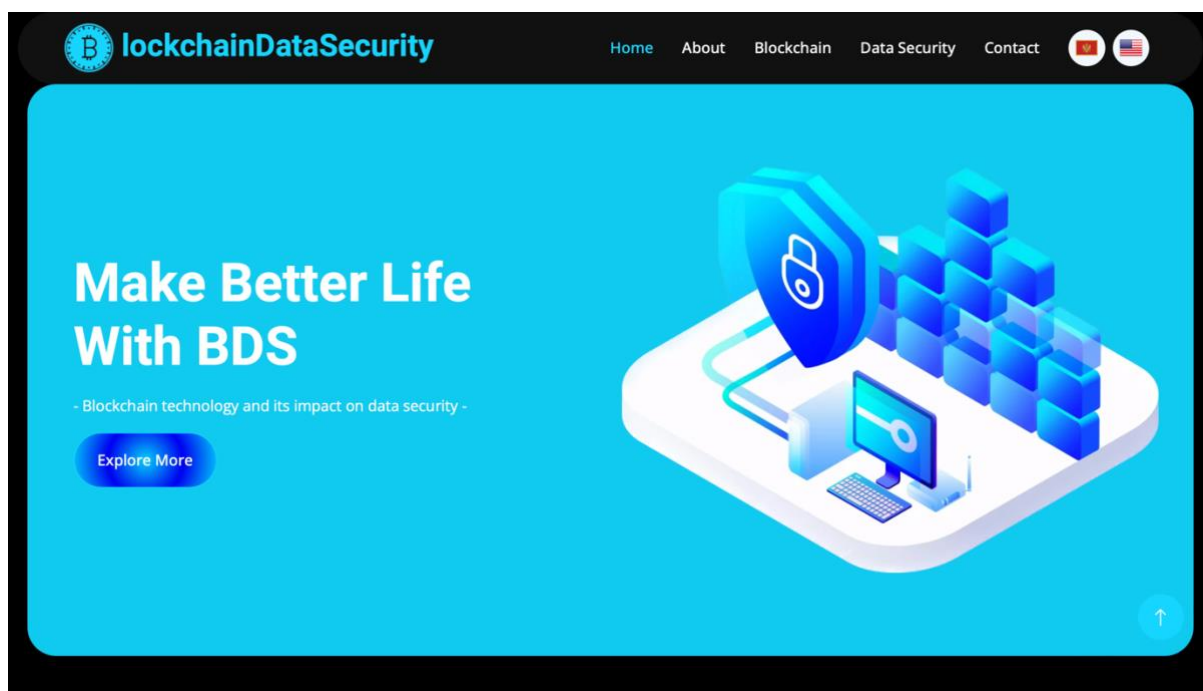 BlockchainDataSecurity
Home About Blockchain Data Security Contact
Make Better Life
With BDS
- Blockchain technology and its impact on data security -
Explore More